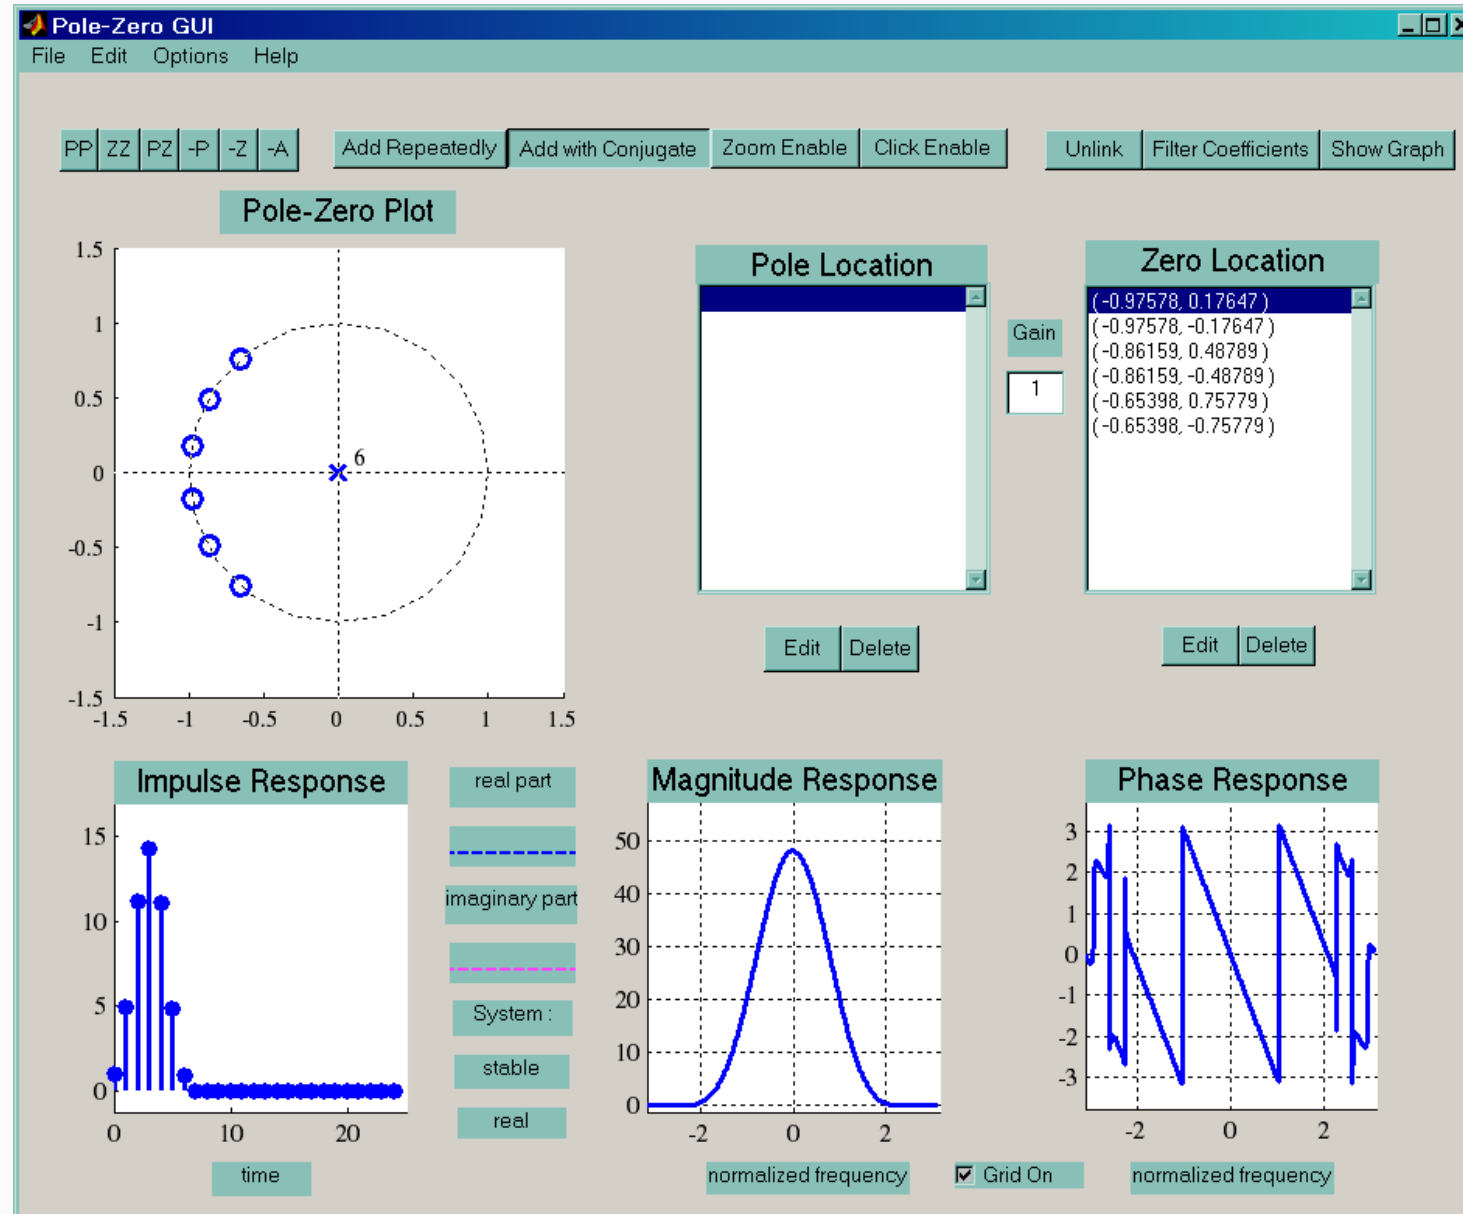 Pole-Zero GUI
File Edit Options Help
PP ZZ PZ -P -Z -A Add Repeatedly Add with Conjugate Zoom Enable Click Enable Unlink Filter Coefficients Show Graph
Pole-Zero Plot
1.5
1
0.5
0
-0.5
-1
-1.5
6
-1.5 -1 -0.5 0 0.5 1 1.5
Pole Location
Edit Delete
Gain
1
Zero Location
( -0.97578, 0.17647 )
( -0.97578, -0.17647 )
( -0.86159, 0.48789 )
( -0.86159, -0.48789 )
( -0.65398, 0.75779 )
( -0.65398, -0.75779 )
Edit Delete
Impulse Response
15
10
5
0
0 10 20
time
real part
imaginary part
System :
stable
real
Magnitude Response
50
40
30
20
10
0
-2 0 2
normalized frequency
Grid On
Phase Response
3
2
1
0
-1
-2
-3
-2 0 2
normalized frequency